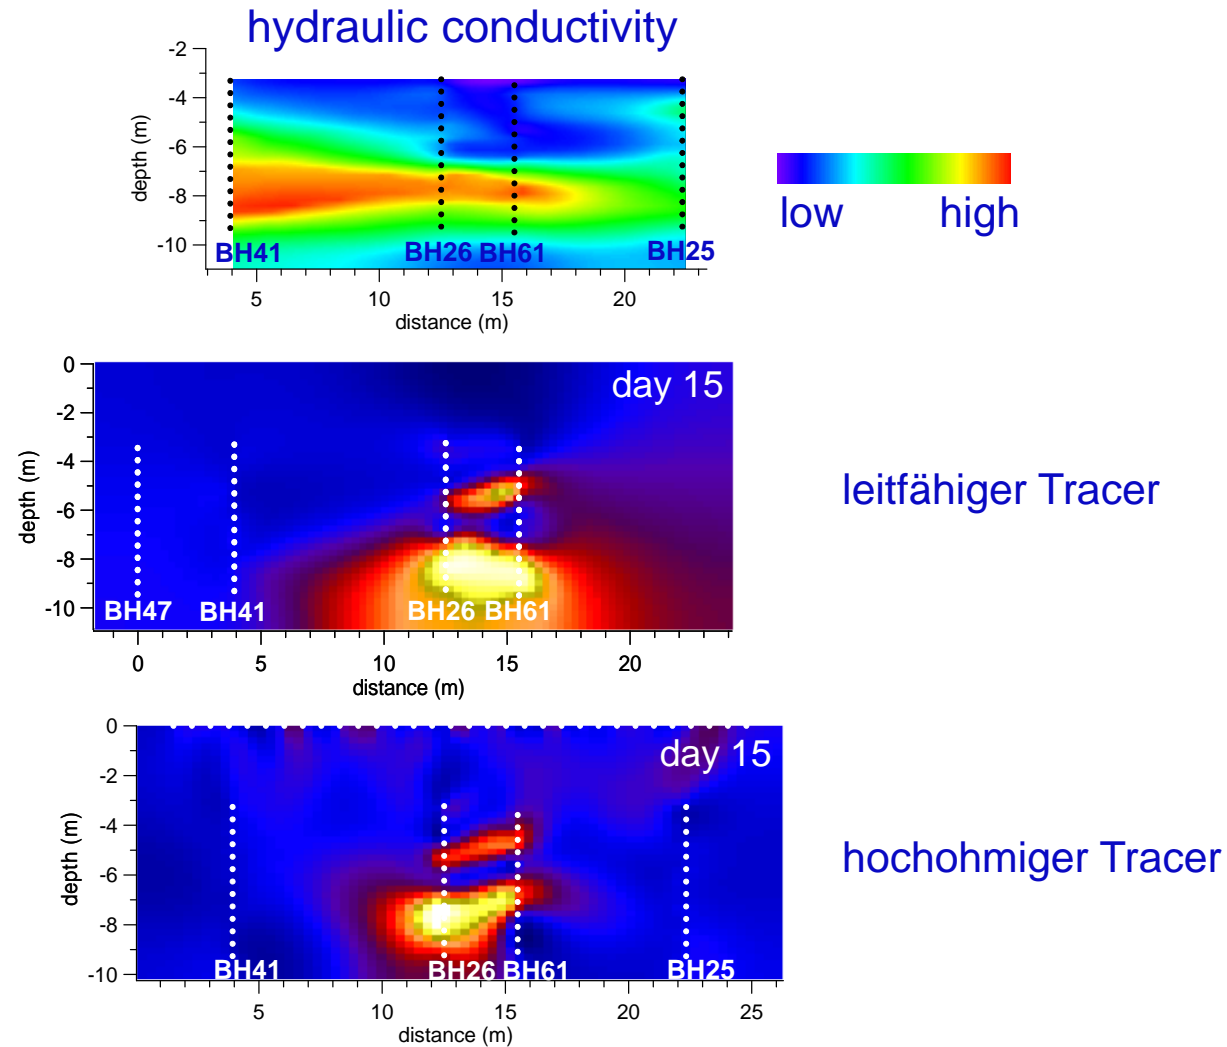 hydraulic conductivity
-2
-4
-6
-8
-10
depth (m)
BH41 BH26 BH61 BH25
5 10 15 20
distance (m)
low high
day 15
0
-2
-4
-6
-8
-10
depth (m)
BH47 BH41 BH26 BH61
0 5 10 15 20
distance (m)
leitfähiger Tracer
day 15
0
-2
-4
-6
-8
-10
depth (m)
BH41 BH26 BH61 BH25
5 10 15 20 25
distance (m)
hochohmiger Tracer